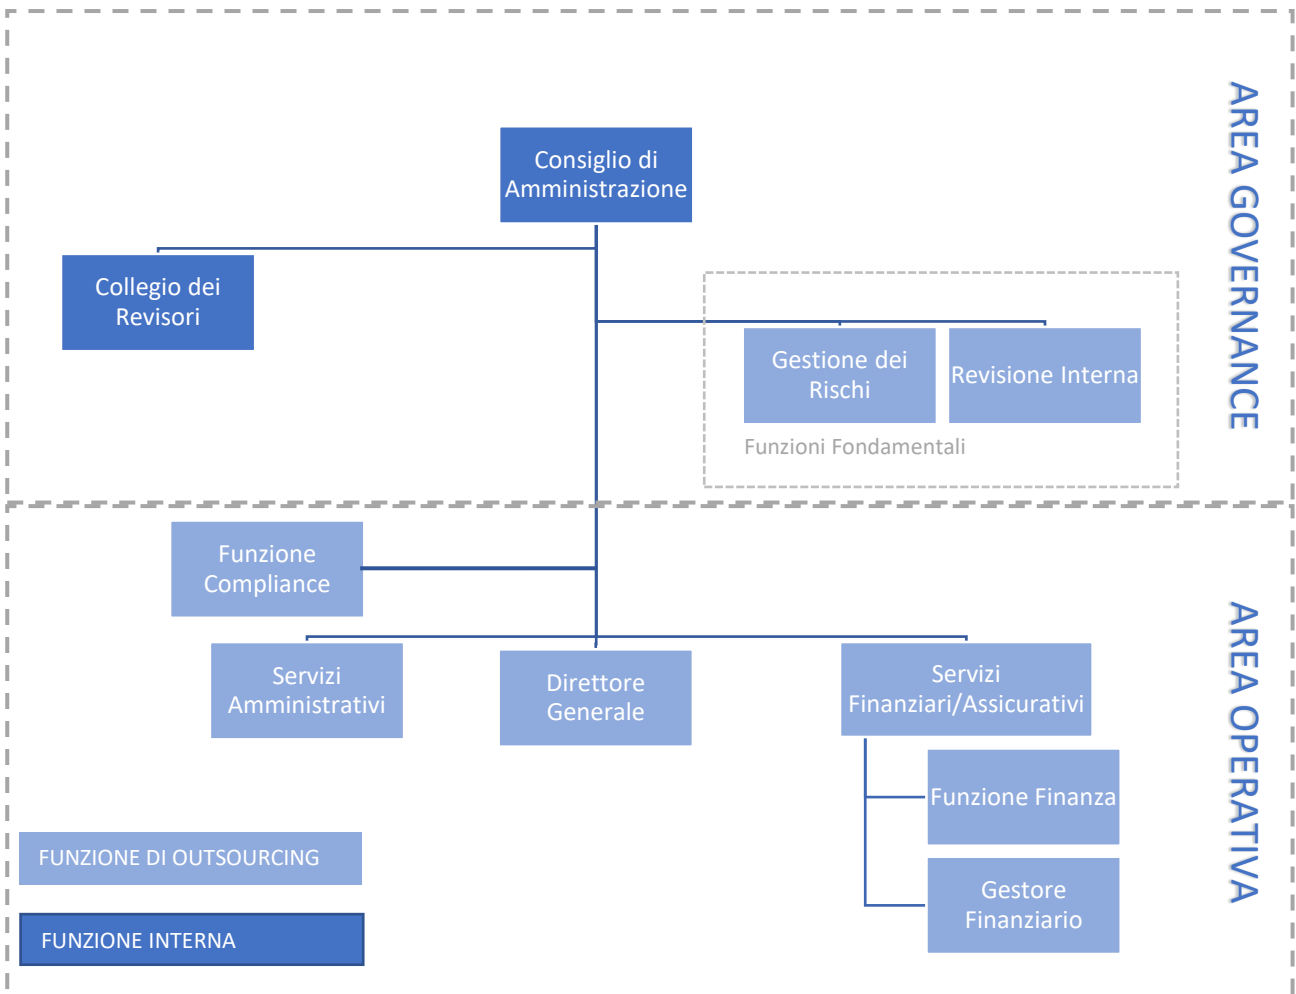 AREA GOVERNANCE
Consiglio di
Amministrazione
Collegio dei
Revisori
Gestione dei
Rischi
Revisione Interna
Funzioni Fondamentali
AREA OPERATIVA
Funzione
Compliance
Servizi
Amministrativi
Direttore
Generale
Servizi
Finanziari/Assicurativi
Funzione Finanza
Gestore
Finanziario
FUNZIONE DI OUTSOURCING
FUNZIONE INTERNA